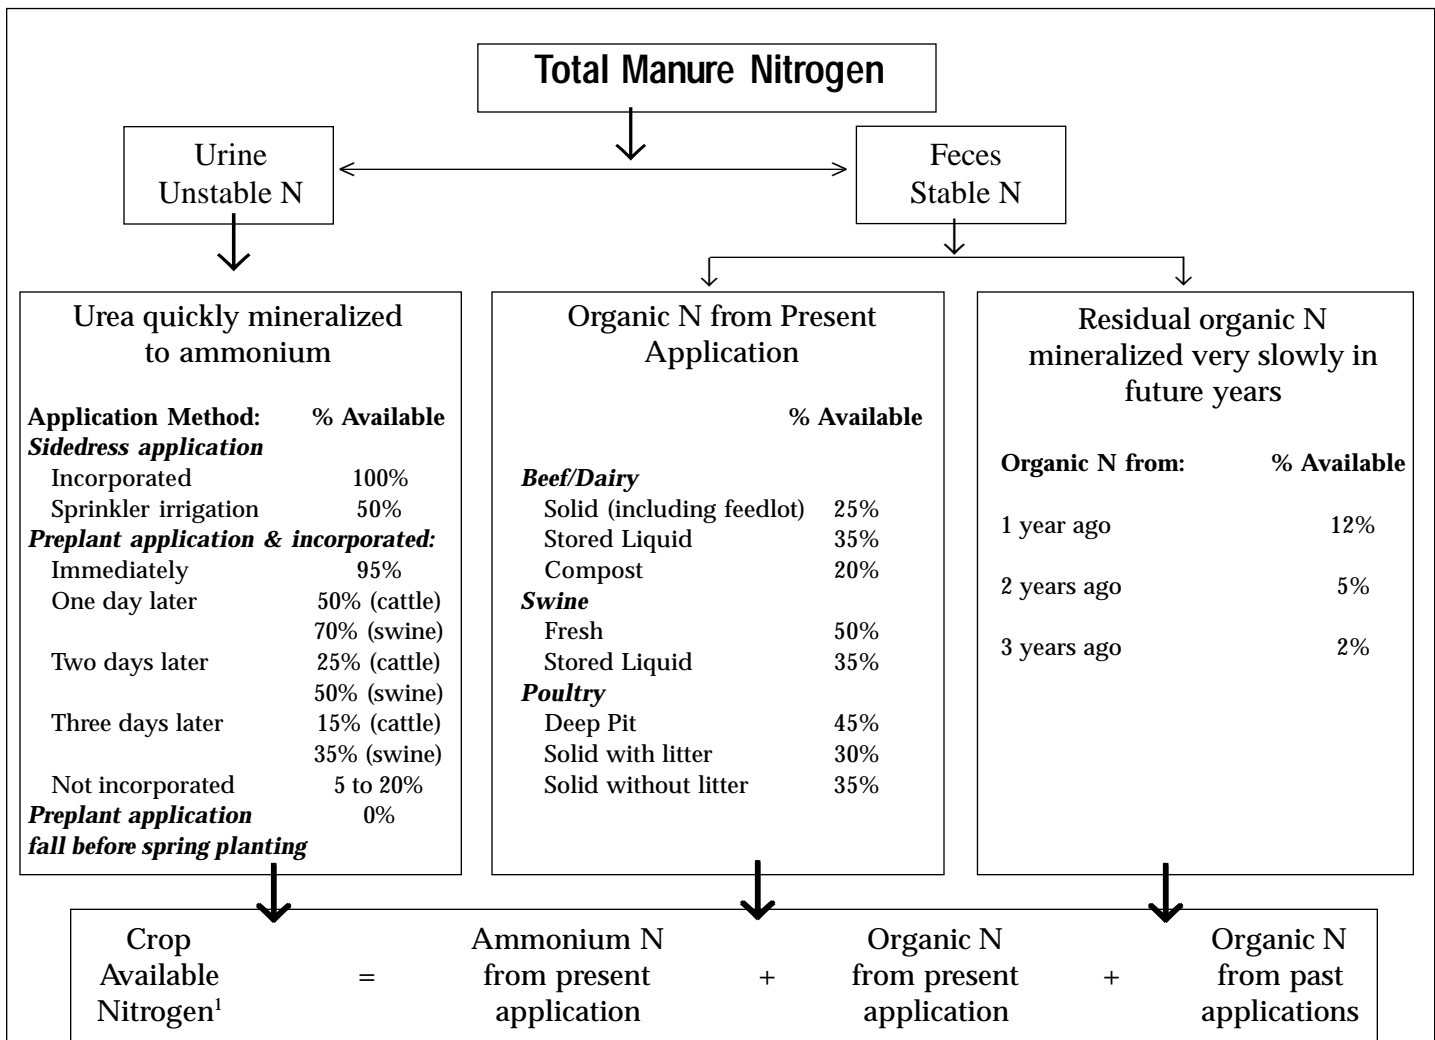 Total Manure Nitrogen
Urine
Unstable N
Feces
Stable N
Urea quickly mineralized
to ammonium
Application Method: % Available
Sidedress application
Incorporated 100%
Sprinkler irrigation 50%
Preplant application & incorporated:
Immediately 95%
One day later 50% (cattle)
70% (swine)
Two days later 25% (cattle)
50% (swine)
Three days later 15% (cattle)
35% (swine)
Not incorporated 5 to 20%
Preplant application 0%
fall before spring planting
Organic N from Present
Application
% Available
Beef/Dairy
Solid (including feedlot) 25%
Stored Liquid 35%
Compost 20%
Swine
Fresh 50%
Stored Liquid 35%
Poultry
Deep Pit 45%
Solid with litter 30%
Solid without litter 35%
Residual organic N
mineralized very slowly in
future years
Organic N from: % Available
1 year ago 12%
2 years ago 5%
3 years ago 2%
Crop Ammonium N Organic N Organic N
Available = from present + from present + from past
Nitrogen¹ application application applications